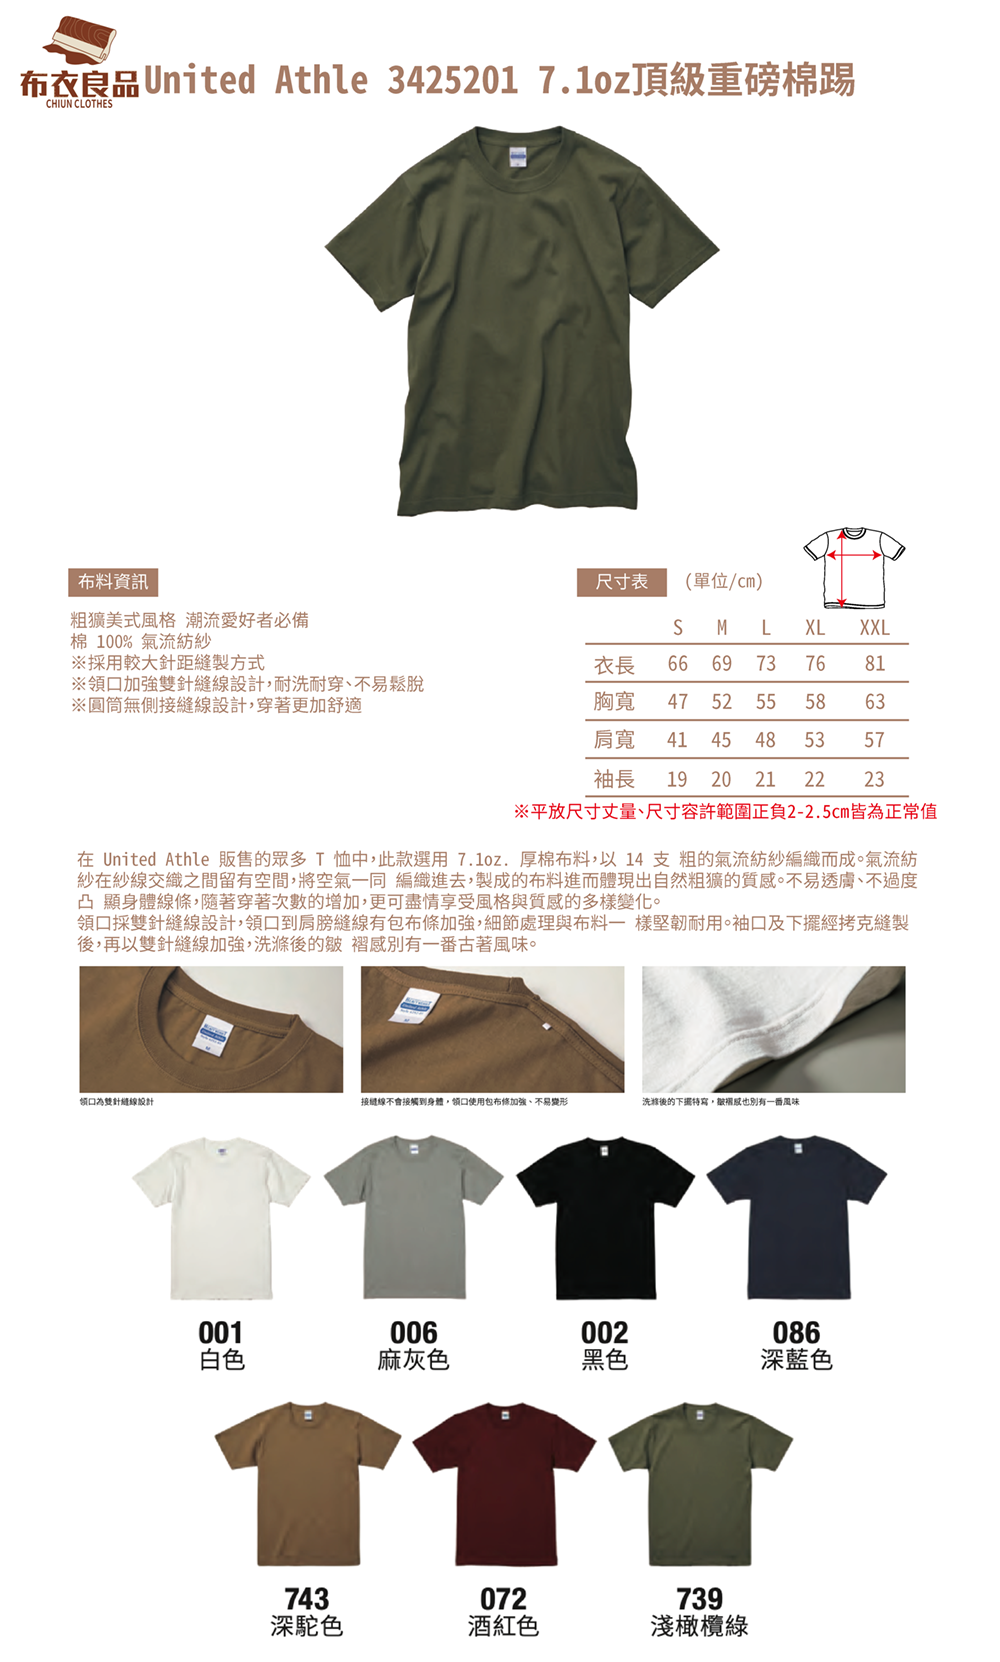 布衣良品
CHIUN CLOTHES
United Athle 3425201 7.1oz頂級重磅棉踢
布料資訊
粗獷美式風格 潮流愛好者必備
棉 100% 氣流紡紗
※採用較大針距縫製方式
※領口加強雙針縫線設計,耐洗耐穿、不易鬆脫
※圓筒無側接縫線設計,穿著更加舒適
尺寸表 (單位/cm)
S M L XL XXL
衣長 66 69 73 76 81
胸寬 47 52 55 58 63
肩寬 41 45 48 53 57
袖長 19 20 21 22 23
※平放尺寸丈量、尺寸容許範圍正負2-2.5cm皆為正常值
在 United Athle 販售的眾多 T 恤中,此款選用 7.1oz. 厚棉布料,以 14 支 粗的氣流紡紗編織而成。氣流紡
紗在紗線交織之間留有空間,將空氣一同 編織進去,製成的布料進而體現出自然粗獷的質感。不易透膚、不過度
凸 顯身體線條,隨著穿著次數的增加,更可盡情享受風格與質感的多樣變化。
領口採雙針縫線設計,領口到肩膀縫線有包布條加強,細節處理與布料一 樣堅韌耐用。袖口及下擺經拷克縫製
後,再以雙針縫線加強,洗滌後的皺 褶感別有一番古著風味。
領口為雙針縫線設計
接縫線不會接觸到身體,領口使用包布條加強、不易變形
洗滌後的下擺特寫,皺褶感也別有一番風味
001
白色
006
麻灰色
002
黑色
086
深藍色
743
深駝色
072
酒紅色
739
淺橄欖綠